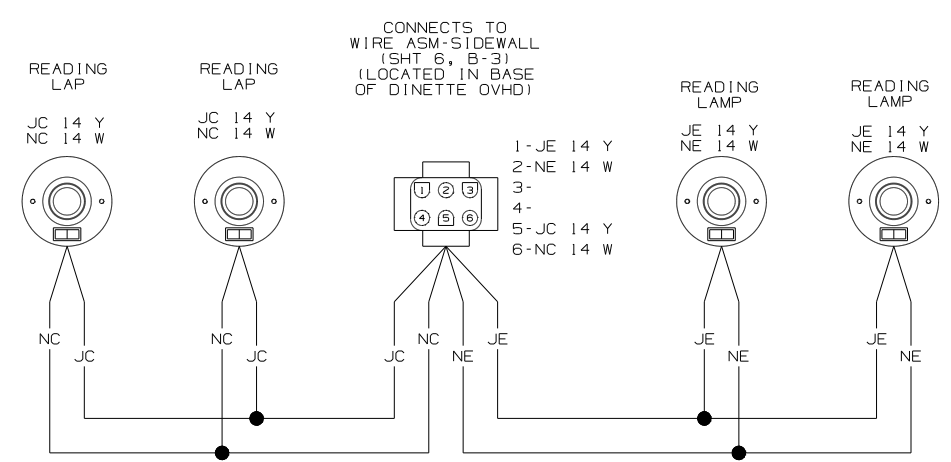 CONNECTS TO
WIRE ASM-SIDEWALL
(SHT 6, B-3)
(LOCATED IN BASE
OF DINETTE OVHD)
READING
LAP
JC 14 Y
NC 14 W
READING
LAP
JC 14 Y
NC 14 W
1-JE 14 Y
2-NE 14 W
3-
4-
5-JC 14 Y
6-NC 14 W
READING
LAMP
JE 14 Y
NE 14 W
READING
LAMP
JE 14 Y
NE 14 W
1 2 3
4 5 6
NC
JC
NC
JC
JC
NC
NE
JE
JE
NE
JE
NE